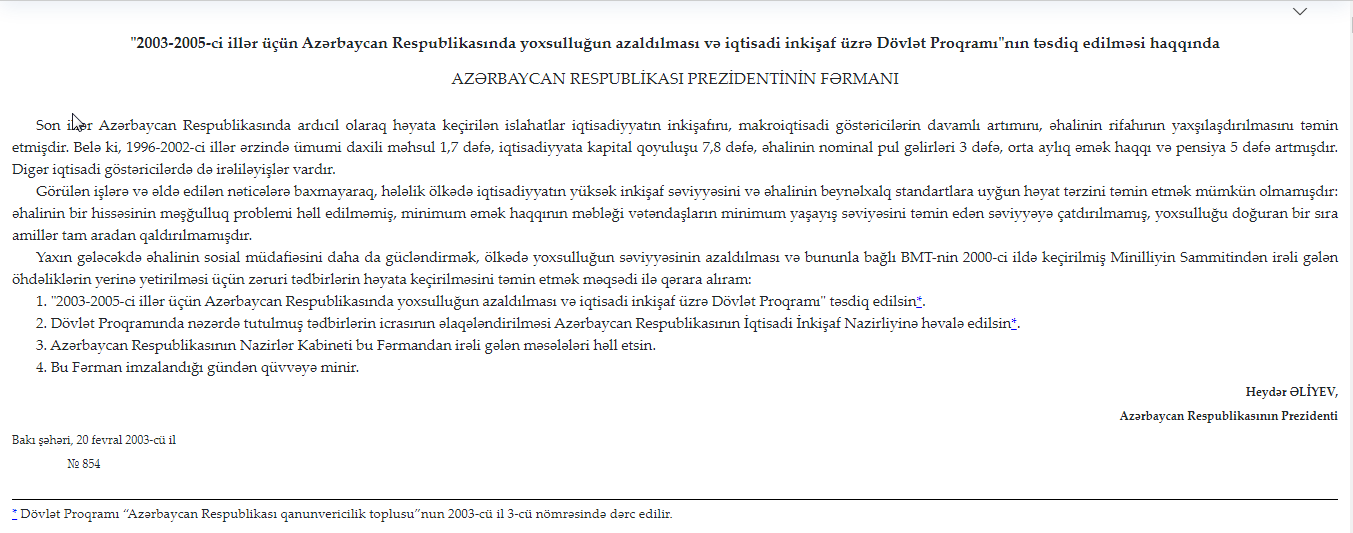 "2003-2005-ci illər üçün Azərbaycan Respublikasında yoxsulluğun azaldılması və iqtisadi inkişaf üzrə Dövlət Proqramı"nın təsdiq edilməsi haqqında
AZƏRBAYCAN RESPUBLİKASI PREZİDENTİNİN FƏRMANI
Son illər Azərbaycan Respublikasında ardıcıl olaraq həyata keçirilən islahatlar iqtisadiyyatın inkişafını, makroiqtisadi göstəricilərin davamlı artımını, əhalinin rifahının yaxşılaşdırılmasını təmin
etmişdir. Belə ki, 1996-2002-ci illər ərzində ümumi daxili məhsul 1,7 dəfə, iqtisadiyyata kapital qoyuluşu 7,8 dəfə, əhalinin nominal pul gəlirləri 3 dəfə, orta aylıq əmək haqqı və pensiya 5 dəfə artmışdır.
Digər iqtisadi göstəricilərdə də irəliləyişlər vardır.
Görülən işlərə və əldə edilən nəticələrə baxmayaraq, hələlik ölkədə iqtisadiyyatın yüksək inkişaf səviyyəsini və əhalinin beynəlxalq standartlara uyğun həyat tərzini təmin etmək mümkün olmamışdır:
əhalinin bir hissəsinin məşğulluq problemi həll edilməmiş, minimum əmək haqqının məbləği vətəndaşların minimum yaşayış səviyəsini təmin edən səviyyəyə çatdırılmamış, yoxsulluğu doğuran bir sıra
amillər tam aradan qaldırılmamışdır.
Yaxın gələcəkdə əhalinin sosial müdafiəsini daha da gücləndirmək, ölkədə yoxsulluğun səviyyəsinin azaldılması və bununla bağlı BMT-nin 2000-ci ildə keçirilmiş Minilliyin Sammitindən irəli gələn
öhdəliklərin yerinə yetirilməsi üçün zəruri tədbirlərin həyata keçirilməsini təmin etmək məqsədi ilə qərara alıram:
1. "2003-2005-ci illər üçün Azərbaycan Respublikasında yoxsulluğun azaldılması və iqtisadi inkişaf üzrə Dövlət Proqramı" təsdiq edilsin*.
2. Dövlət Proqramında nəzərdə tutulmuş tədbirlərin icrasının əlaqələndirilməsi Azərbaycan Respublikasının İqtisadi İnkişaf Nazirliyinə həvalə edilsin*.
3. Azərbaycan Respublikasının Nazirlər Kabineti bu Fərmandan irəli gələn məsələləri həll etsin.
4. Bu Fərman imzalandığı gündən qüvvəyə minir.
Heydər ƏLİYEV,
Azərbaycan Respublikasının Prezidenti
Bakı şəhəri, 20 fevral 2003-cü il
№ 854
* Dövlət Proqramı “Azərbaycan Respublikası qanunvericilik toplusu”nun 2003-cü il 3-cü nömrəsində dərc edilir.